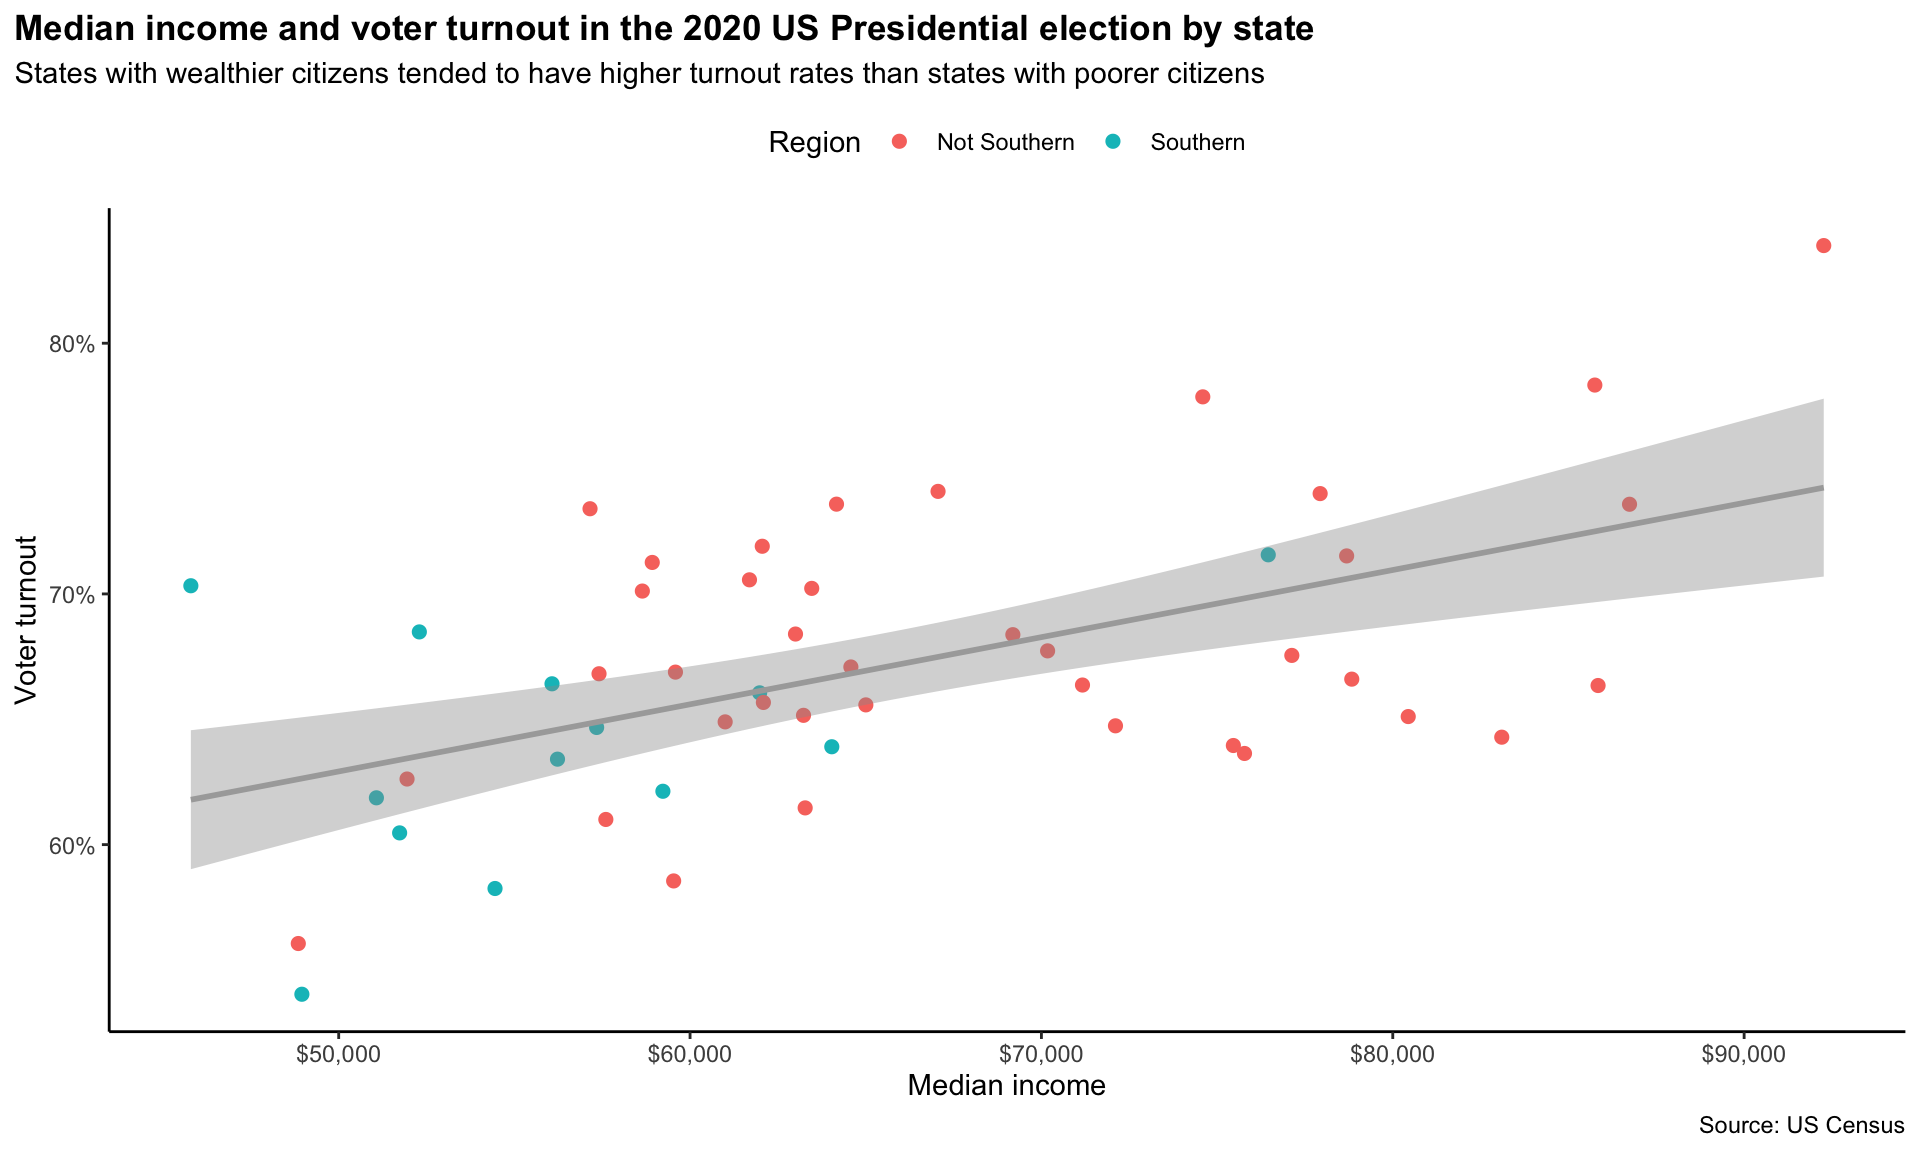 Median income and voter turnout in the 2020 US Presidential election by state
States with wealthier citizens tended to have higher turnout rates than states with poorer citizens
Region Not Southern Southern
Voter turnout
80%
70%
60%
$50,000 $60,000 $70,000 $80,000 $90,000
Median income
Source: US Census